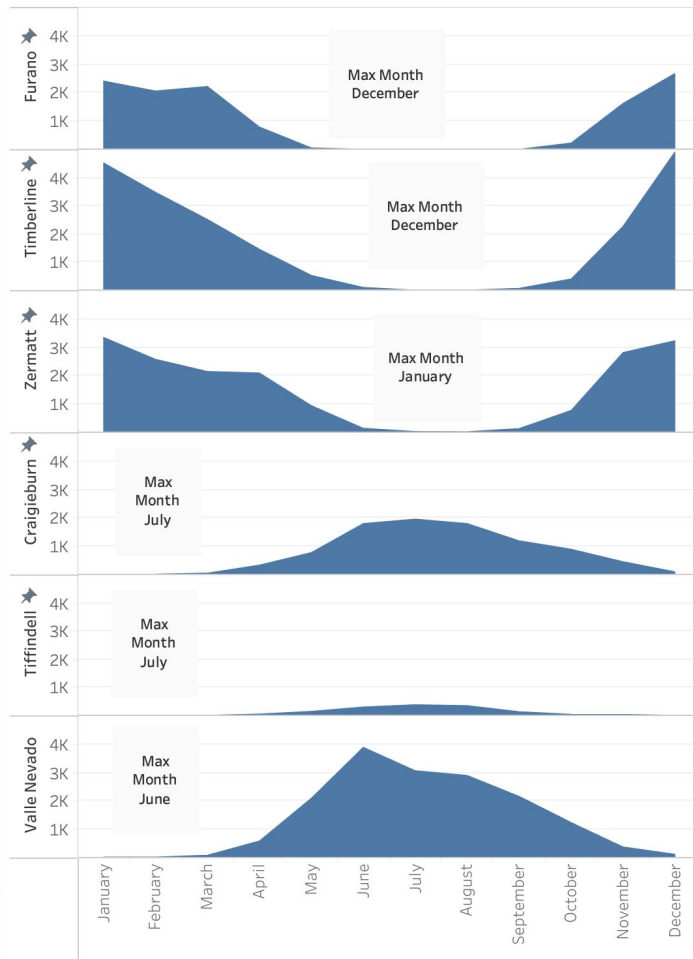 Furano
4K
3K
2K
1K
Max Month
December
Timberline
4K
3K
2K
1K
Max Month
December
Zermatt
4K
3K
2K
1K
Max Month
January
Craigieburn
4K
3K
2K
1K
Max
Month
July
Tiffindell
4K
3K
2K
1K
Max
Month
July
Valle Nevado
4K
3K
2K
1K
Max
Month
June
January
February
March
April
May
June
July
August
September
October
November
December